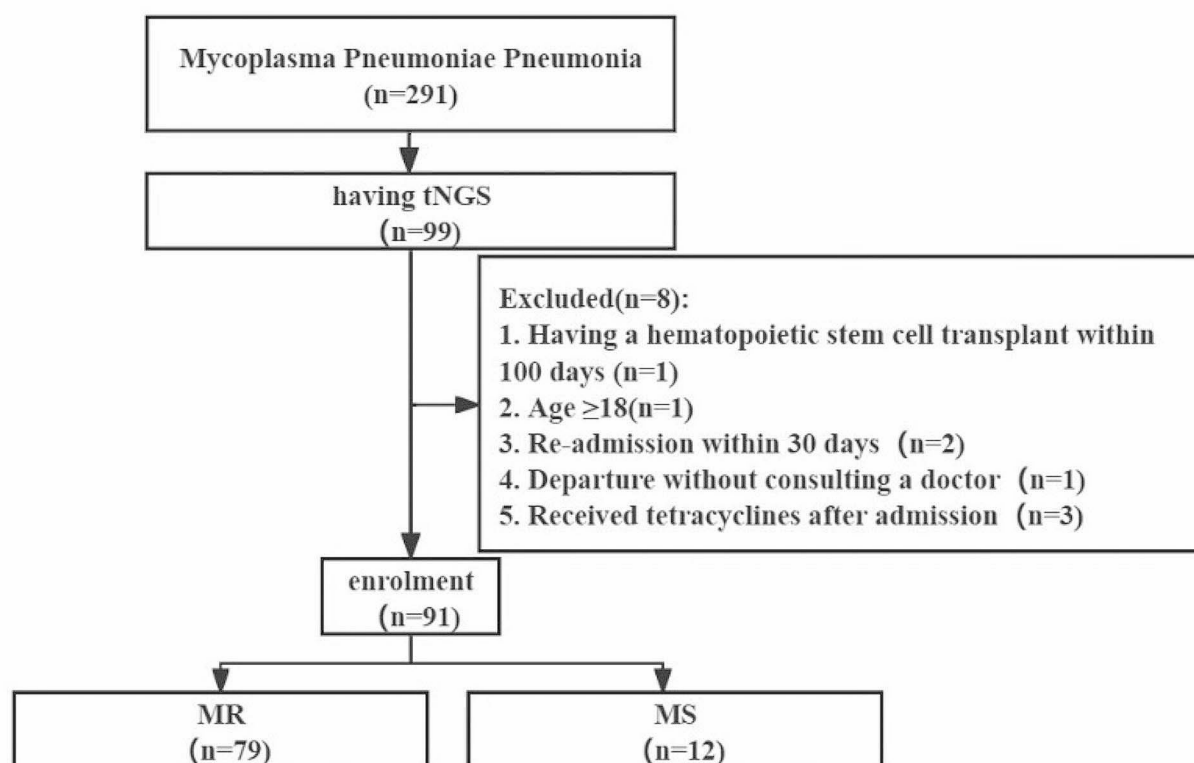 Mycoplasma Pneumoniae Pneumonia
(n=291)
having tNGS
（n=99)
Excluded(n=8):
1. Having a hematopoietic stem cell transplant within
100 days (n=1)
2. Age ≥18(n=1)
3. Re-admission within 30 days（n=2)
4. Departure without consulting a doctor（n=1)
5. Received tetracyclines after admission（n=3)
enrolment
（n=91)
MR
（n=79)
MS
（n=12)